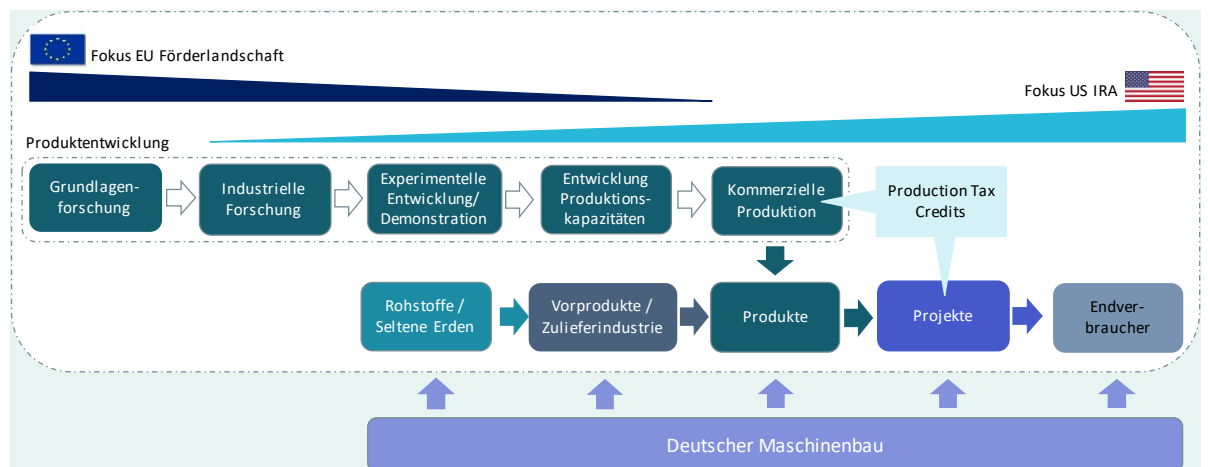 Fokus EU Förderlandschaft
Fokus US IRA
Produktentwicklung
Grundlagen-
forschung
Industrielle
Forschung
Experimentelle
Entwicklung/
Demonstration
Entwicklung
Produktions-
kapazitäten
Kommerzielle
Produktion
Production Tax
Credits
Rohstoffe /
Seltene Erden
Vorprodukte /
Zulieferindustrie
Produkte
Projekte
Endver-
braucher
Deutscher Maschinenbau